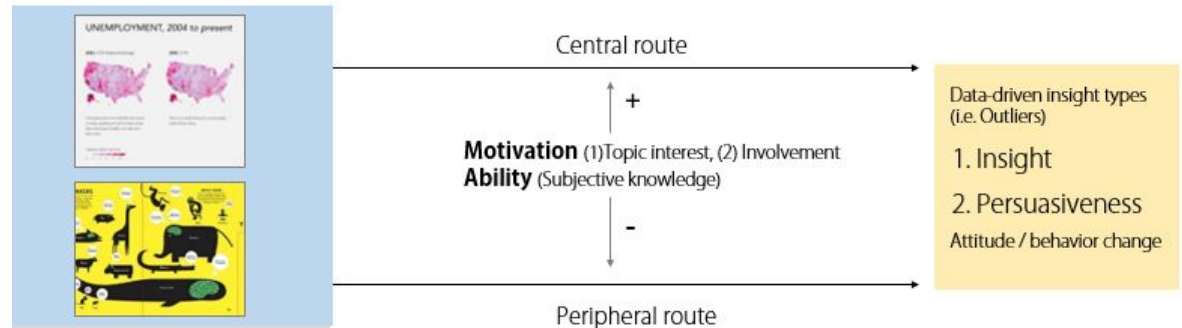 UNEMPLOYMENT, 2004 to present
Central route
+
Motivation (1)Topic interest, (2) Involvement
Ability (Subjective knowledge)
-
Peripheral route
Data-driven insight types
(i.e. Outliers)
1. Insight
2. Persuasiveness
Attitude / behavior change